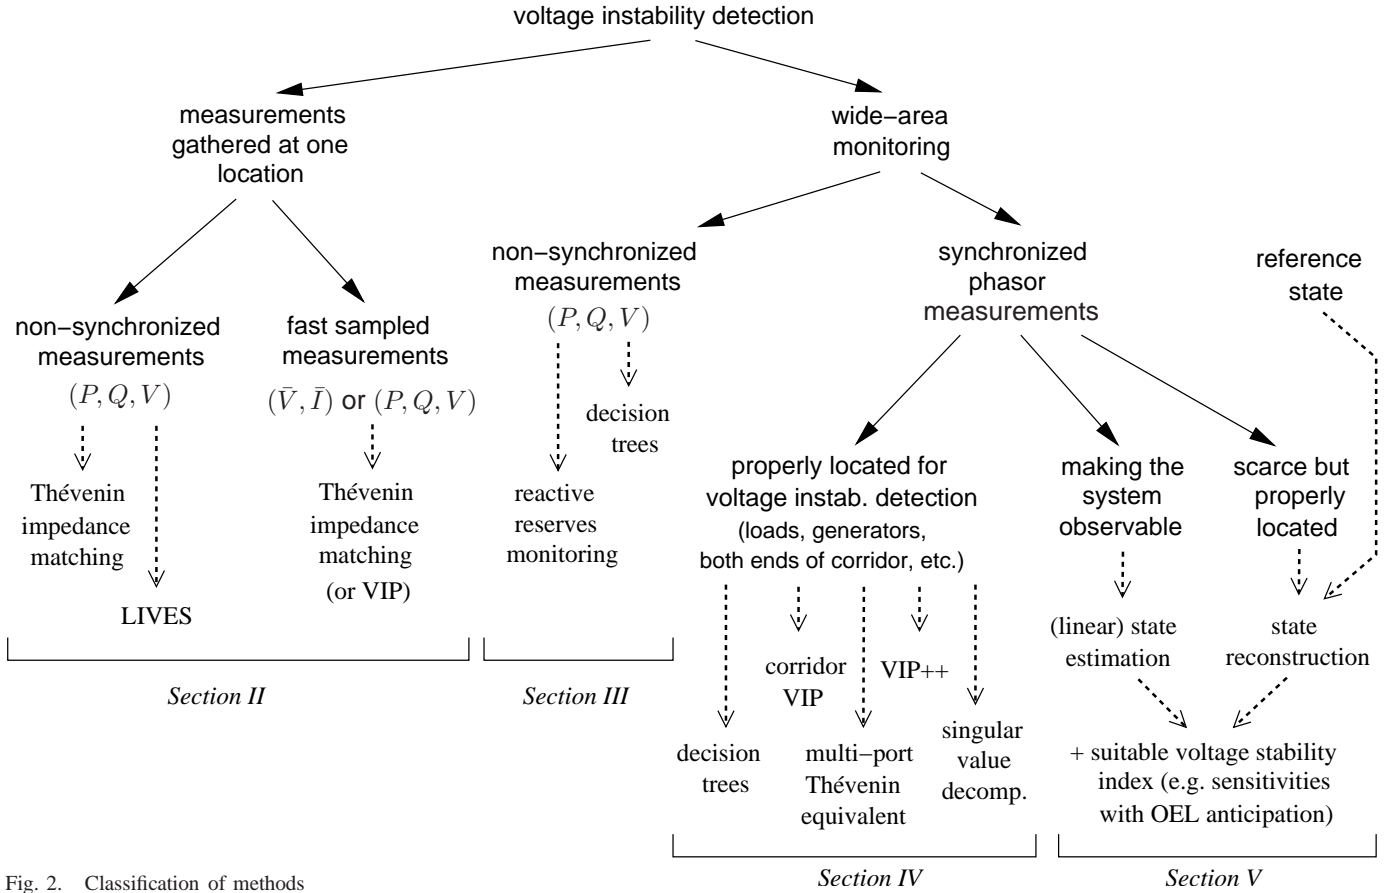 voltage instability detection
measurements
gathered at one
location
wide−area
monitoring
non−synchronized
measurements
(P, Q, V)
fast sampled
measurements
(V̄, Ī) or (P, Q, V)
Thévenin
impedance
matching
LIVES
Thévenin
impedance
matching
(or VIP)
Section II
non−synchronized
measurements
(P, Q, V)
decision
trees
reactive
reserves
monitoring
Section III
synchronized
phasor
measurements
reference
state
properly located for
voltage instab. detection
(loads, generators,
both ends of corridor, etc.)
making the
system
observable
scarce but
properly
located
decision
trees
corridor
VIP
multi−port
Thévenin
equivalent
VIP++
singular
value
decomp.
Section IV
(linear) state
estimation
state
reconstruction
+ suitable voltage stability
index (e.g. sensitivities
with OEL anticipation)
Section V
Fig. 2. Classification of methods